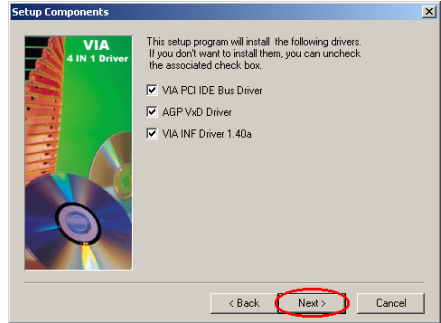 Setup Components
VIA
4 IN 1 Driver
This setup program will install the following drivers.
If you don't want to install them, you can uncheck
the associated check box.
VIA PCI IDE Bus Driver
AGP VxD Driver
VIA INF Driver 1.40a
< Back
Next >
Cancel